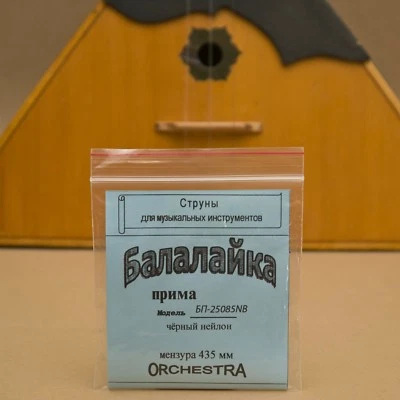 Струны
для музыкальных инструментов
Балалайка
прима
Модель БП-25085NB
чёрный нейлон
мензура 435 мм
ORCHESTRA